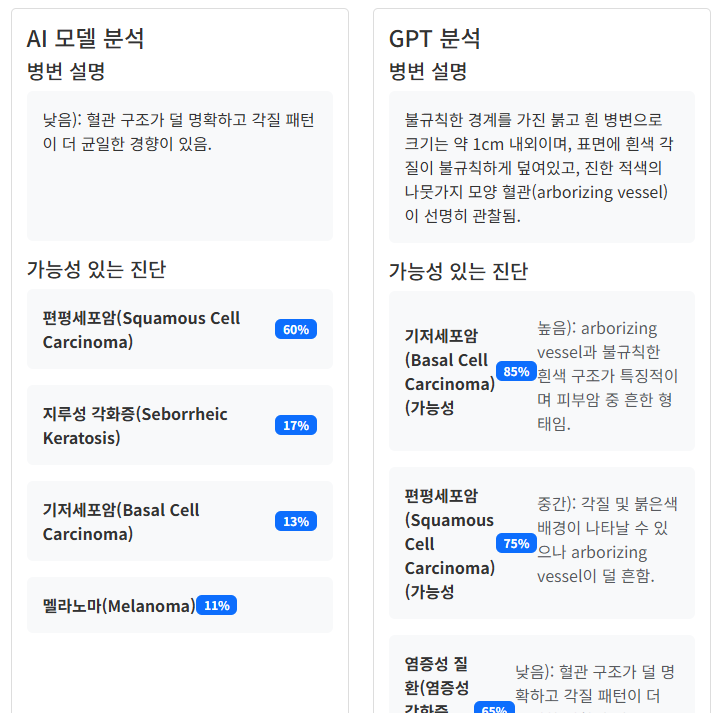 AI 모델 분석
병변 설명
낮음): 혈관 구조가 덜 명확하고 각질 패턴
이 더 균일한 경향이 있음.
가능성 있는 진단
편평세포암(Squamous Cell
Carcinoma)
60%
지루성 각화증(Seborrheic
Keratosis)
17%
기저세포암(Basal Cell
Carcinoma)
13%
멜라노마(Melanoma)
11%
GPT 분석
병변 설명
불규칙한 경계를 가진 붉고 흰 병변으로
크기는 약 1cm 내외이며, 표면에 흰색 각
질이 불규칙하게 덮여있고, 진한 적색의
나뭇가지 모양 혈관(arborizing vessel)
이 선명히 관찰됨.
가능성 있는 진단
기저세포암
(Basal Cell
Carcinoma)
(가능성
85%
높음): arborizing
vessel과 불규칙한
흰색 구조가 특징적이
며 피부암 중 흔한 형
태임.
편평세포암
(Squamous
Cell
Carcinoma)
(가능성
75%
중간): 각질 및 붉은색
배경이 나타날 수 있
으나 arborizing
vessel이 덜 흔함.
염증성 질
환(염증성
각화증
65%
낮음): 혈관 구조가 덜 명
확하고 각질 패턴이 더